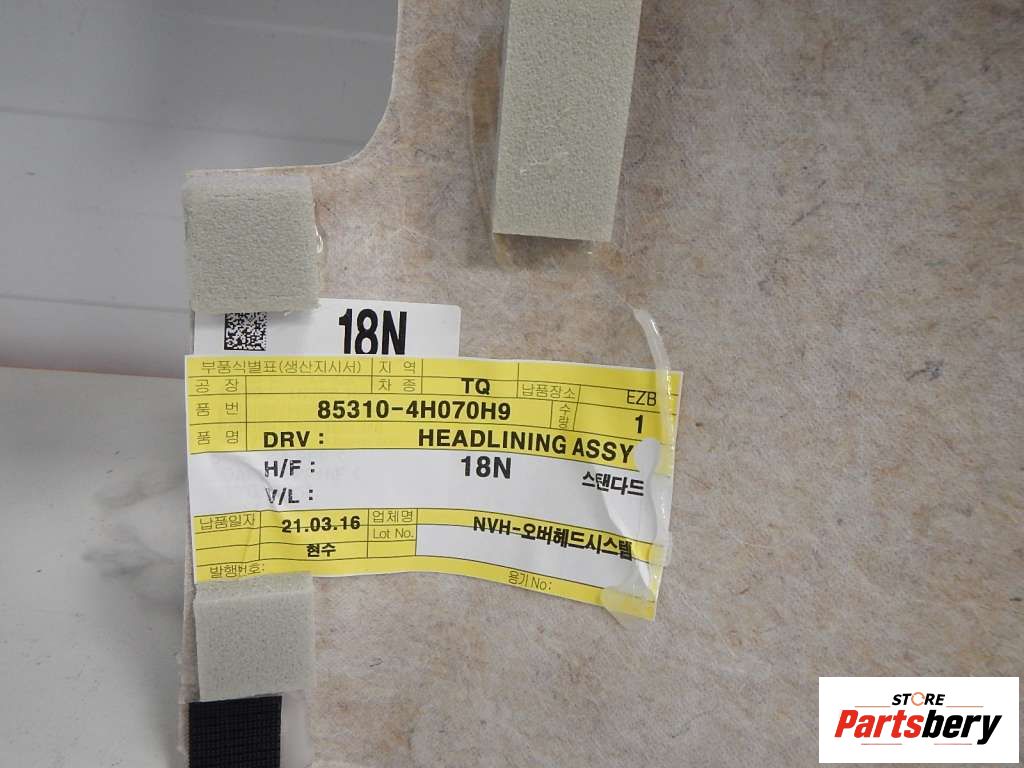 18N
부품식별표(생산지시서) 지 역
공 장 차 종 TQ 납품장소 EZB
품 번 85310-4H070H9 수량 1
품 명 DRV : HEADLINING ASSY
H/F : 18N 스탠다드
V/L :
납품일자 21.03.16 업체명 NVH-오버헤드시스템
현수 Lot No.
발행번호: 용기 No:
STORE
Partsbery